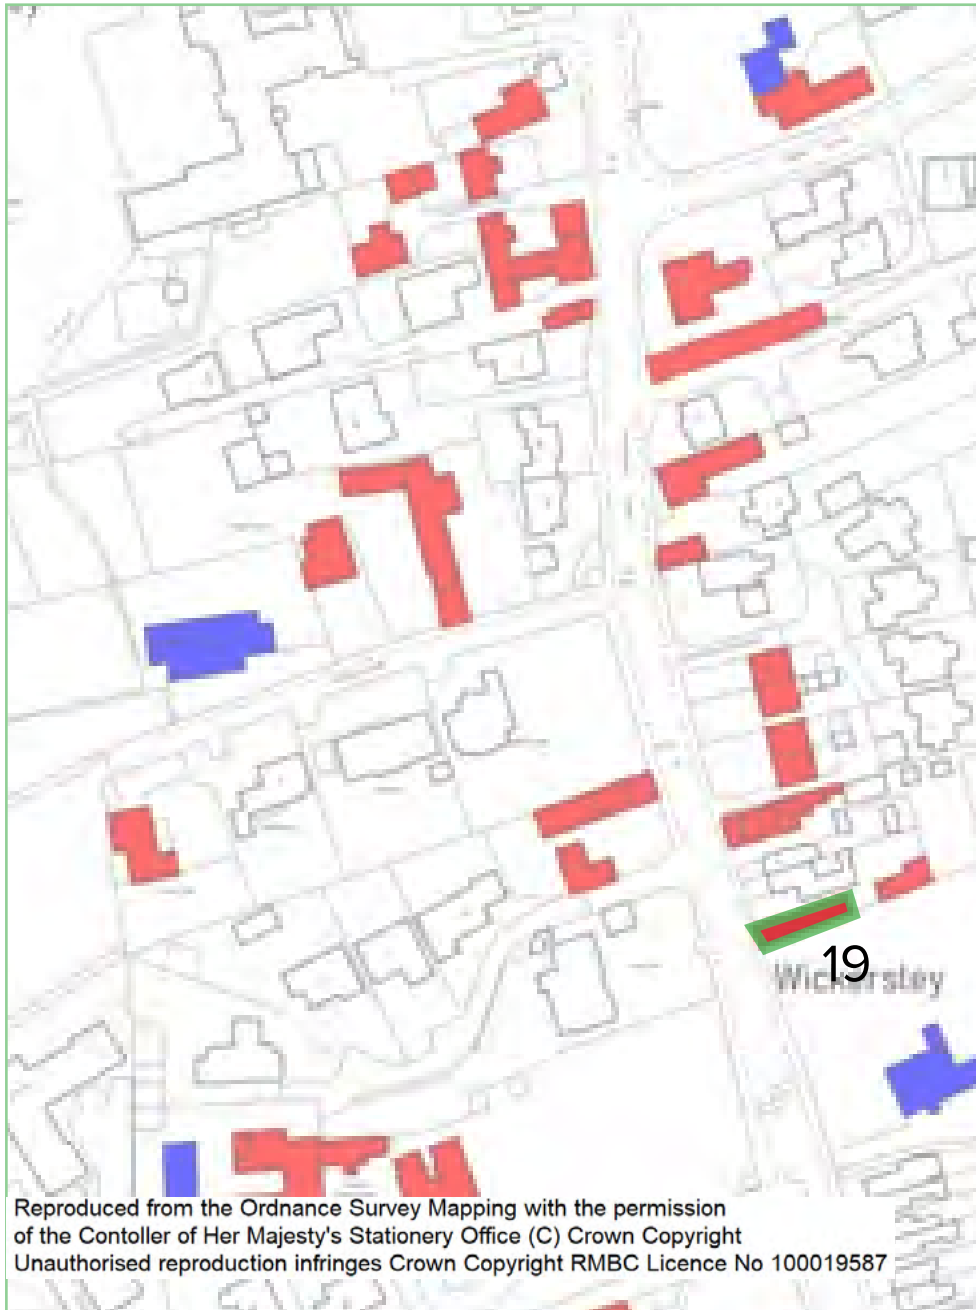 19
Wickersley
Reproduced from the Ordnance Survey Mapping with the permission
of the Contoller of Her Majesty's Stationery Office (C) Crown Copyright
Unauthorised reproduction infringes Crown Copyright RMBC Licence No 100019587